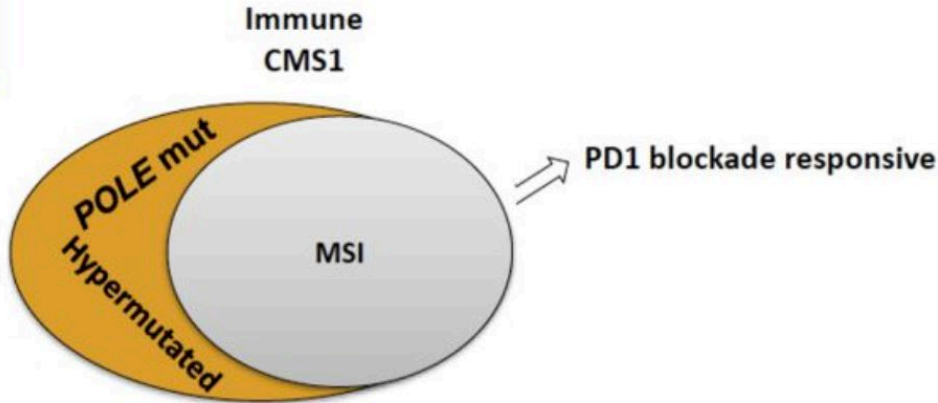 Immune
CMS1
POLE mut
Hypermutated
MSI
PD1 blockade responsive